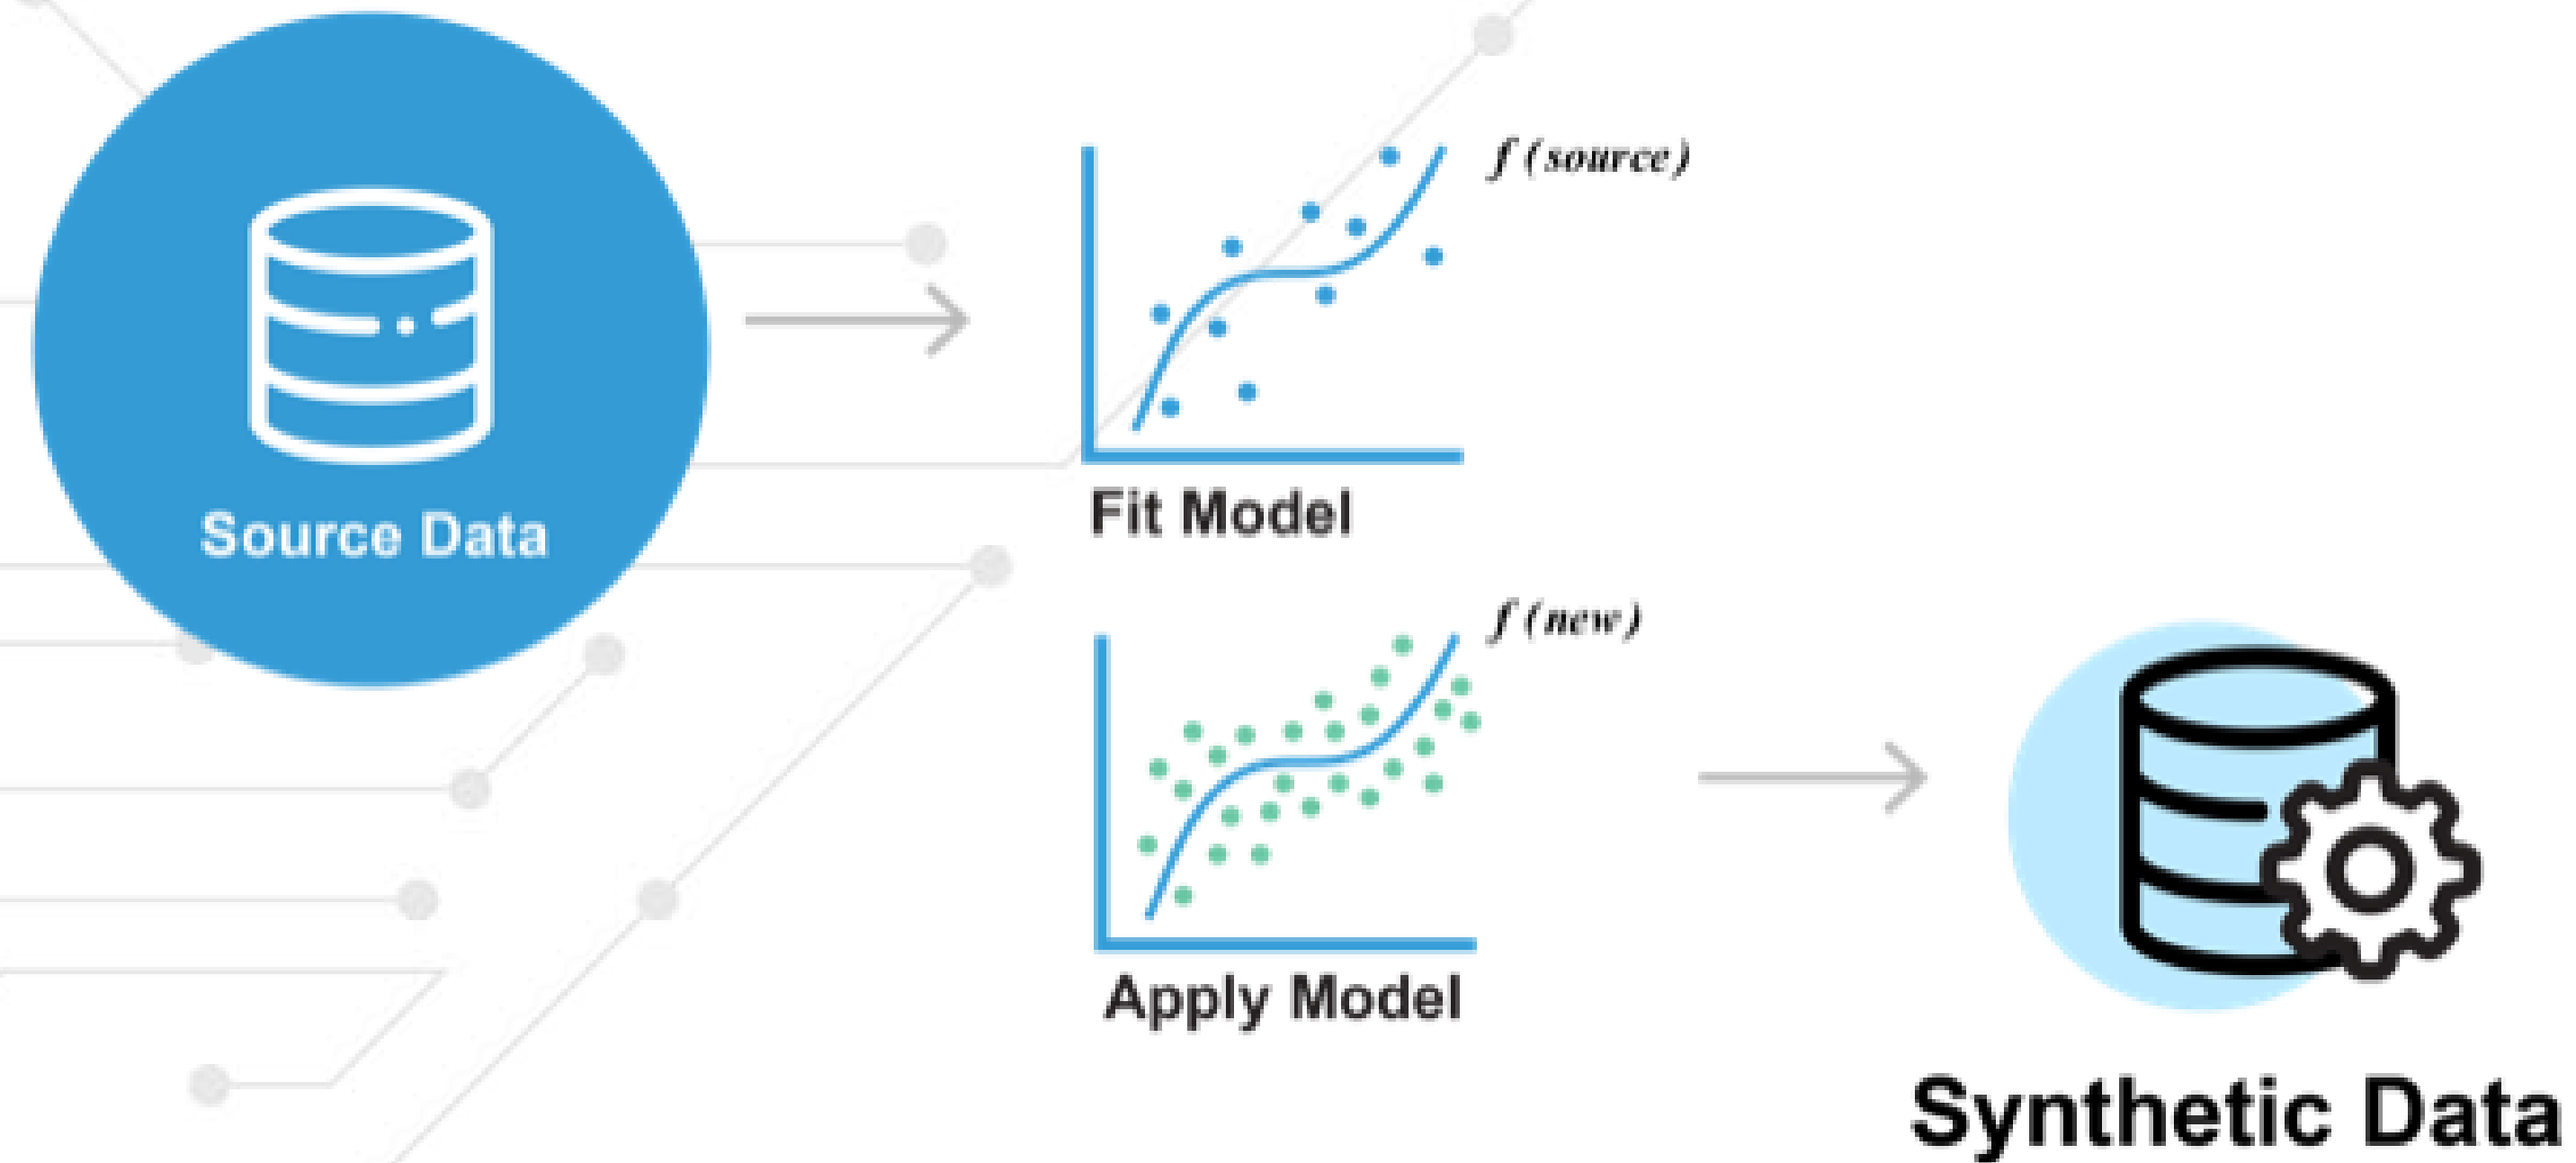 Source Data
f(source)
Fit Model
f(new)
Apply Model
Synthetic Data